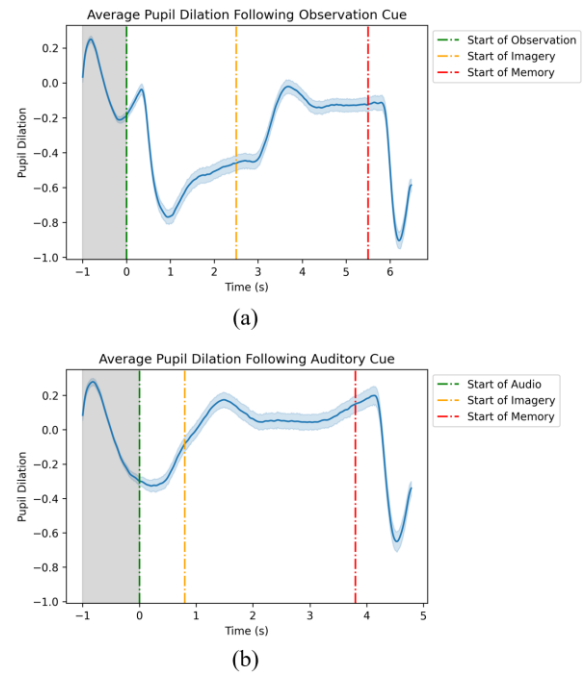 Average Pupil Dilation Following Observation Cue
Start of Observation
Start of Imagery
Start of Memory
0.2
0.0
−0.2
−0.4
−0.6
−0.8
−1.0
Pupil Dilation
−1 0 1 2 3 4 5 6
Time (s)
(a)
Average Pupil Dilation Following Auditory Cue
Start of Audio
Start of Imagery
Start of Memory
0.2
0.0
−0.2
−0.4
−0.6
−0.8
−1.0
Pupil Dilation
−1 0 1 2 3 4 5
Time (s)
(b)